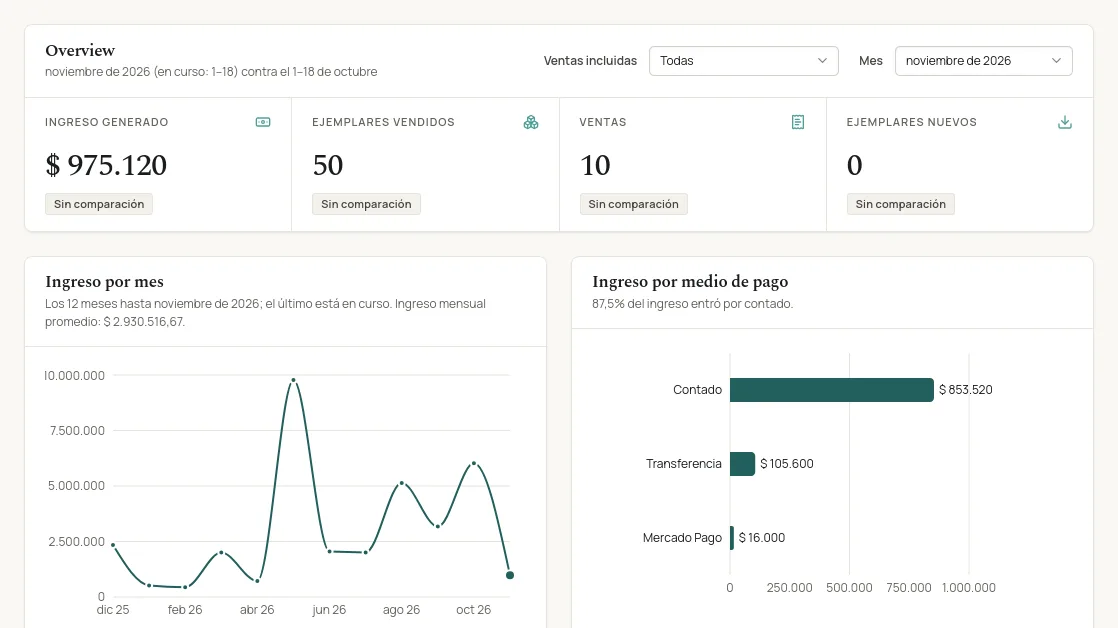 Overview
noviembre de 2026 (en curso: 1–18) contra el 1–18 de octubre
Ventas incluidas
Todas
Mes
noviembre de 2026
INGRESO GENERADO
$ 975.120
Sin comparación
EJEMPLARES VENDIDOS
50
Sin comparación
VENTAS
10
Sin comparación
EJEMPLARES NUEVOS
0
Sin comparación
Ingreso por mes
Los 12 meses hasta noviembre de 2026; el último está en curso. Ingreso mensual
promedio: $ 2.930.516,67.
10.000.000
7.500.000
5.000.000
2.500.000
0
dic 25
feb 26
abr 26
jun 26
ago 26
oct 26
Ingreso por medio de pago
87,5% del ingreso entró por contado.
Contado
$ 853.520
Transferencia
$ 105.600
Mercado Pago
$ 16.000
0
250.000
500.000
750.000
1.000.000